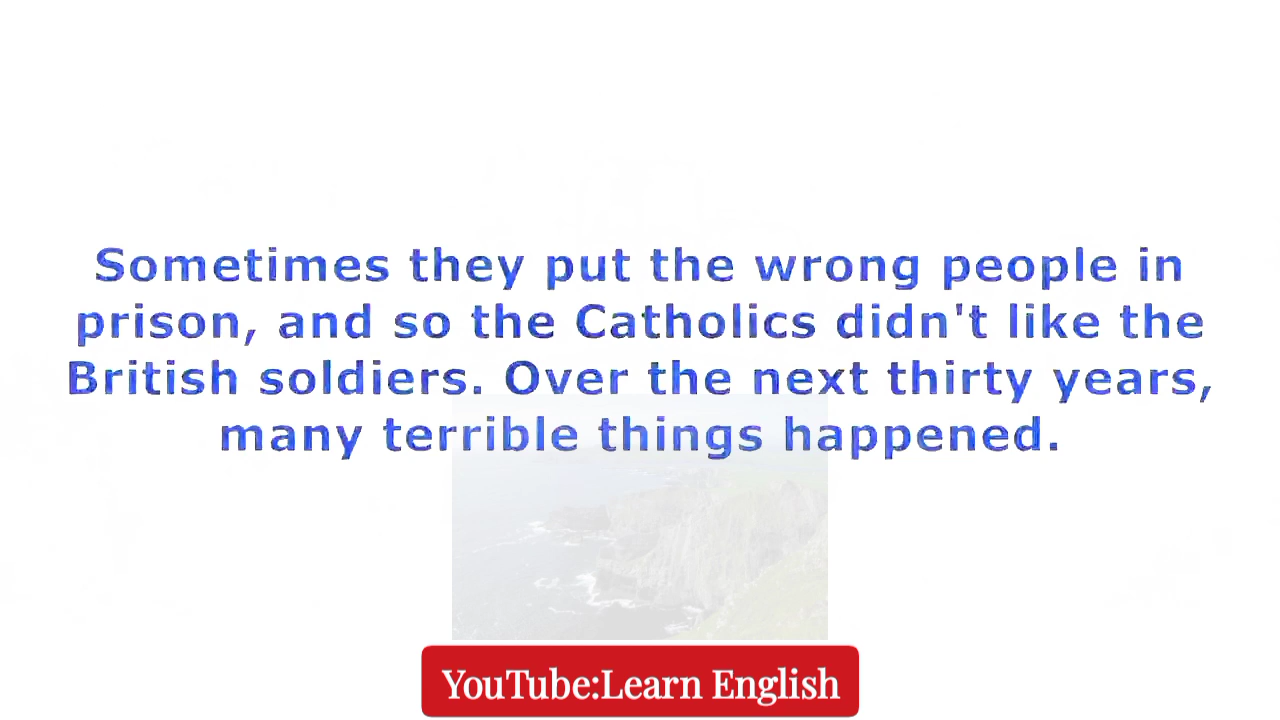 Sometimes they put the wrong people in
prison, and so the Catholics didn't like the
British soldiers. Over the next thirty years,
many terrible things happened.
YouTube:Learn English